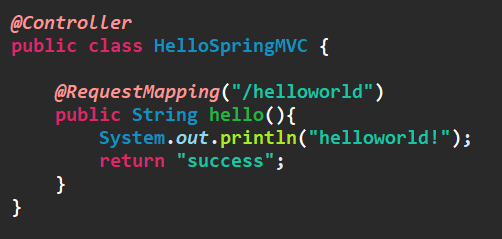 @Controller
public class HelloSpringMVC {
@RequestMapping("/helloworld")
public String hello(){
System.out.println("helloworld!");
return "success";
}
}